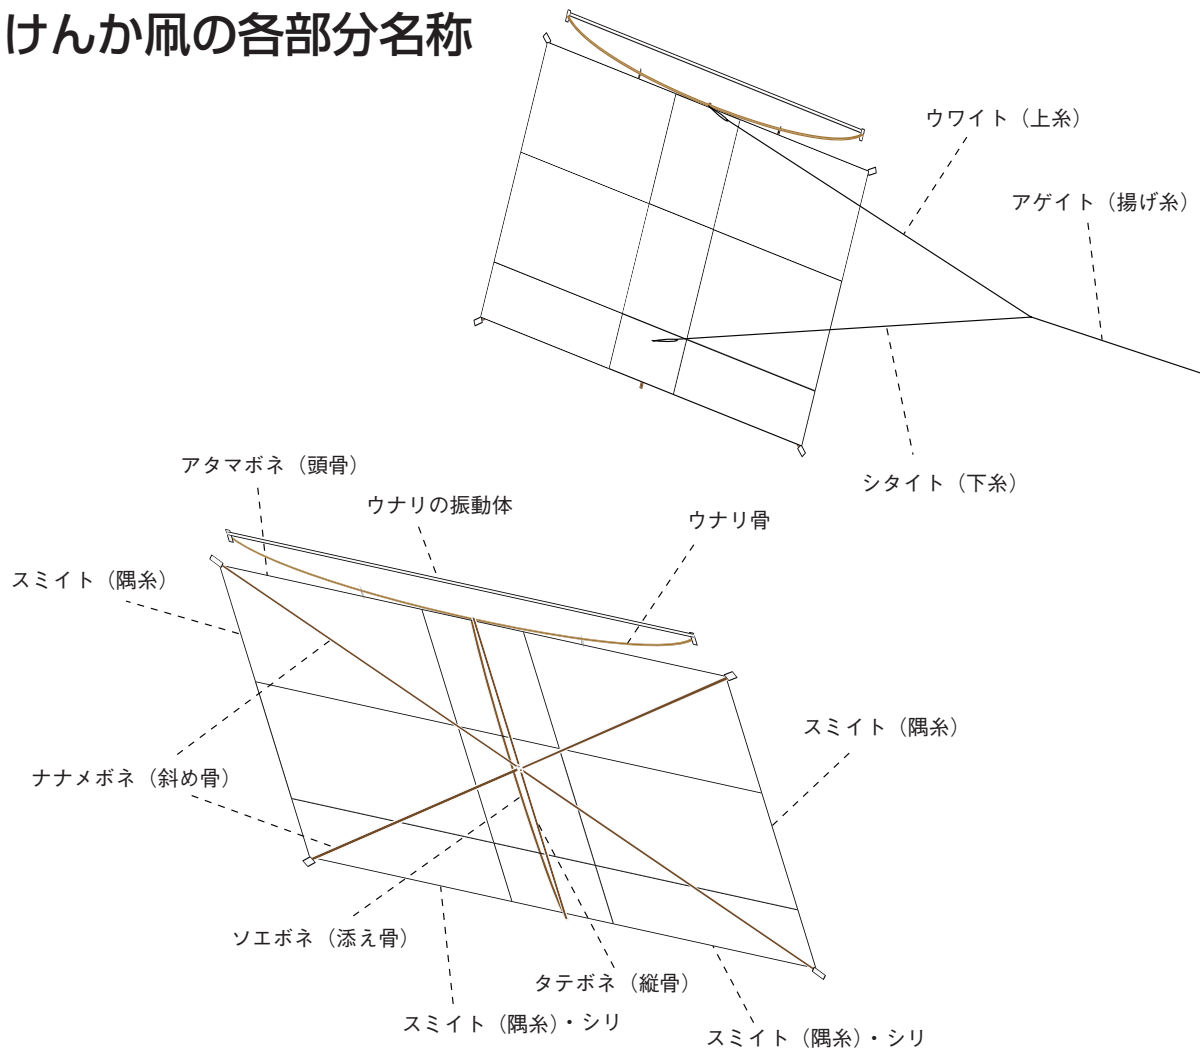 けんか凧の各部分名称
ウワイト（上糸）
アゲイト（揚げ糸）
シタイト（下糸）
アタマボネ（頭骨）
ウナリの振動体
ウナリ骨
スミイト（隅糸）
スミイト（隅糸）
ナナメボネ（斜め骨）
ソエボネ（添え骨）
タテボネ（縦骨）
スミイト（隅糸）・シリ
スミイト（隅糸）・シリ